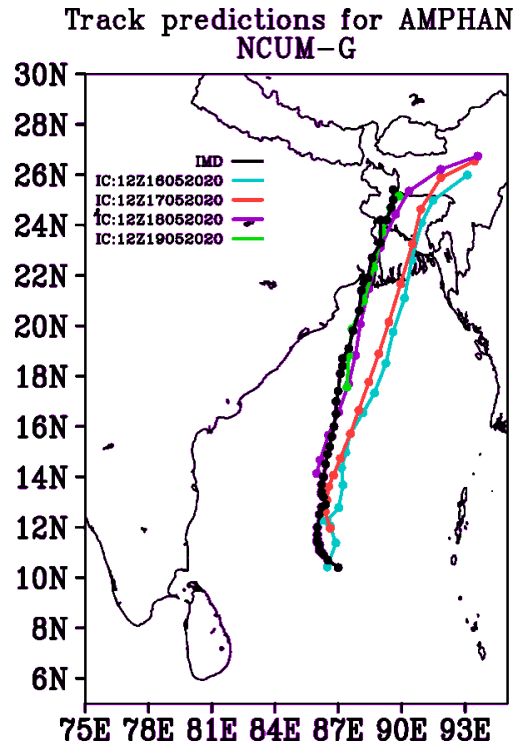 Track predictions for AMPHAN
NCUM-G
30N
28N
26N
24N
22N
20N
18N
16N
14N
12N
10N
8N
6N
IMD
IC:12Z16052020
IC:12Z17052020
IC:12Z18052020
IC:12Z19052020
75E 78E 81E 84E 87E 90E 93E